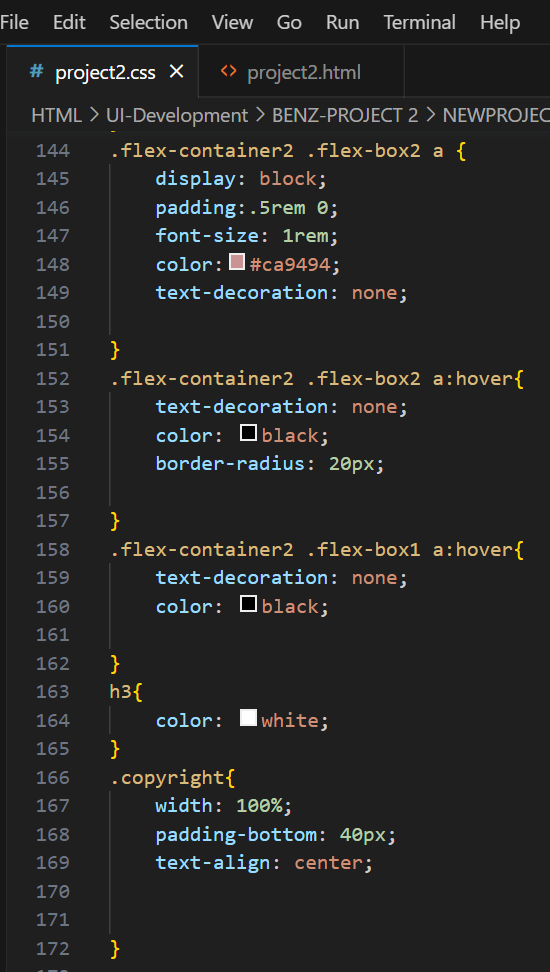 File Edit Selection View Go Run Terminal Help
# project2.css × <> project2.html
HTML > UI-Development > BENZ-PROJECT 2 > NEWPROJEC
144 .flex-container2 .flex-box2 a {
145 display: block;
146 padding:.5rem 0;
147 font-size: 1rem;
148 color: #ca9494;
149 text-decoration: none;
150
151 }
152 .flex-container2 .flex-box2 a:hover{
153 text-decoration: none;
154 color: black;
155 border-radius: 20px;
156
157 }
158 .flex-container2 .flex-box1 a:hover{
159 text-decoration: none;
160 color: black;
161
162 }
163 h3{
164 color: white;
165 }
166 .copyright{
167 width: 100%;
168 padding-bottom: 40px;
169 text-align: center;
170
171
172 }